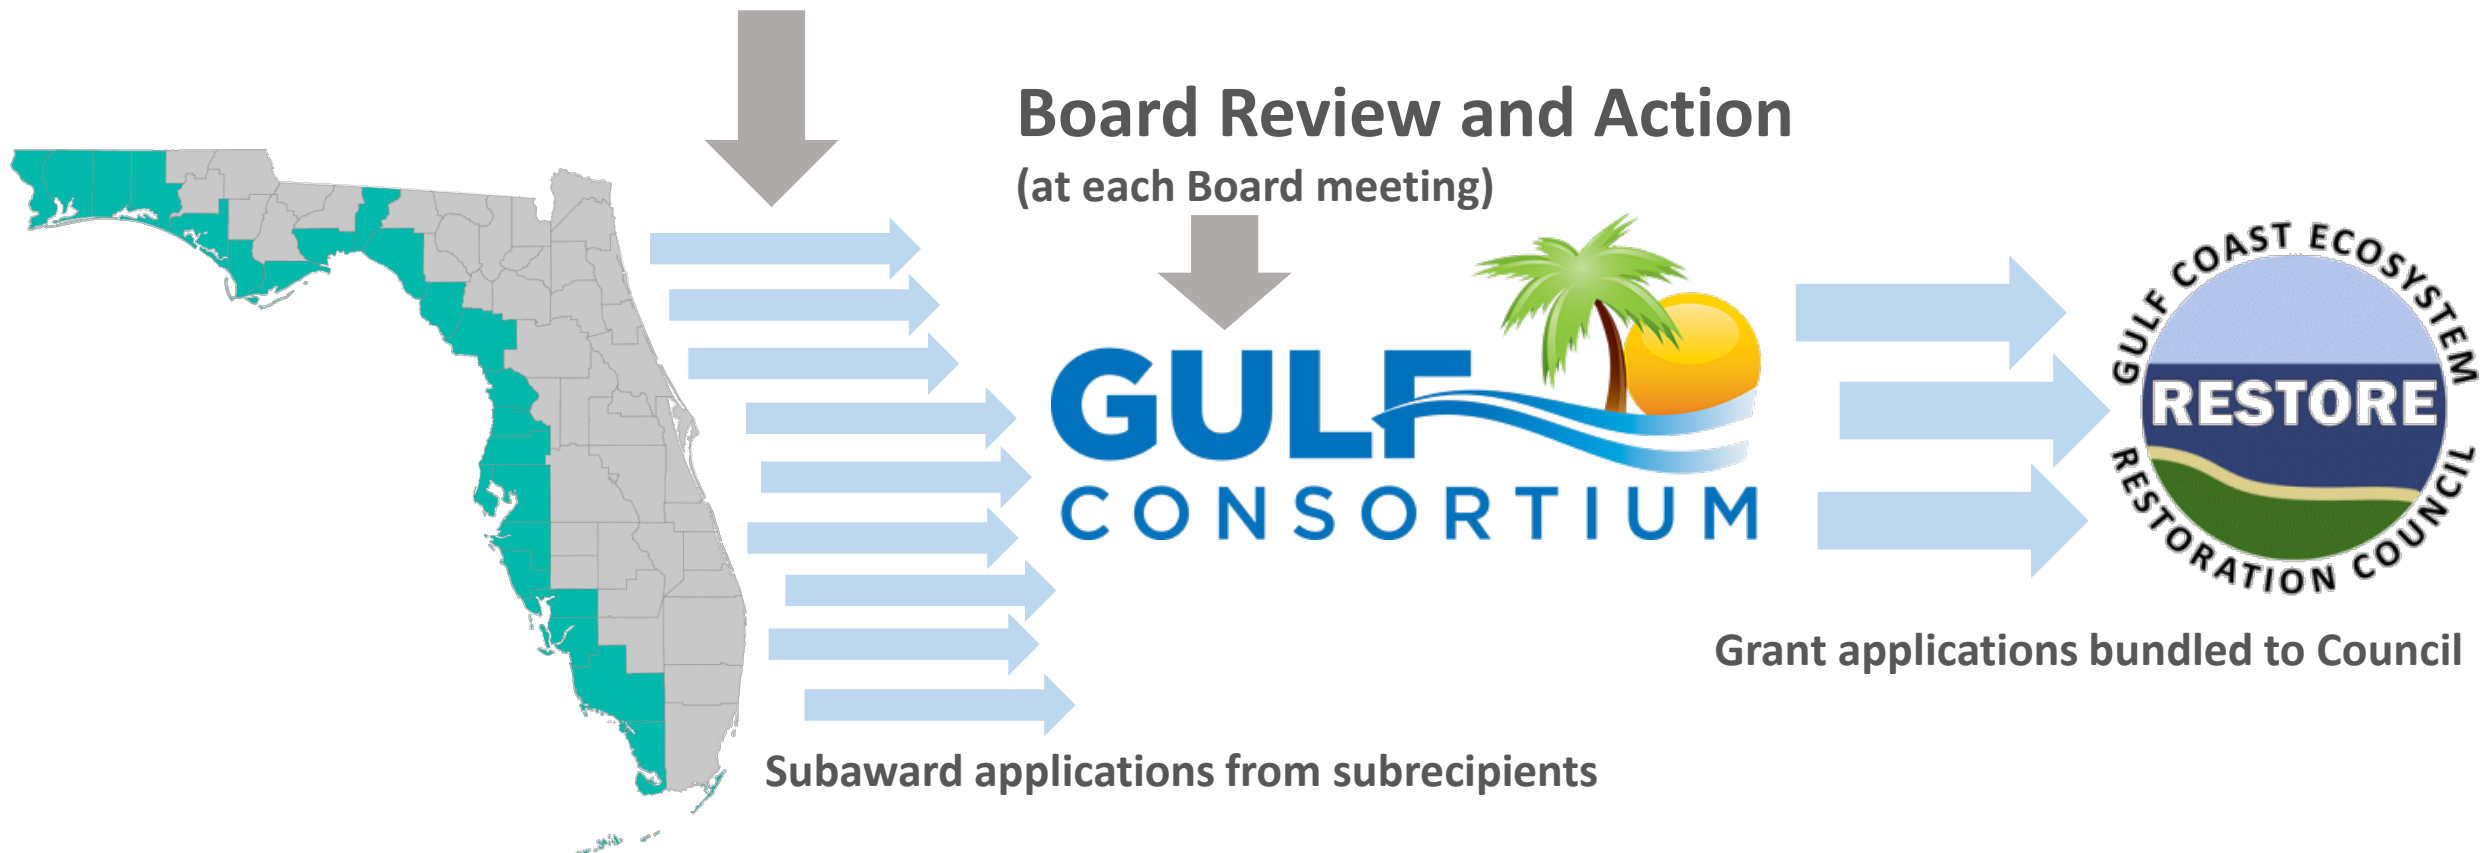 Board Review and Action
(at each Board meeting)
GULF
CONSORTIUM
GULF COAST ECOSYSTEM
RESTORE
RESTORATION COUNCIL
Grant applications bundled to Council
Subaward applications from subrecipients